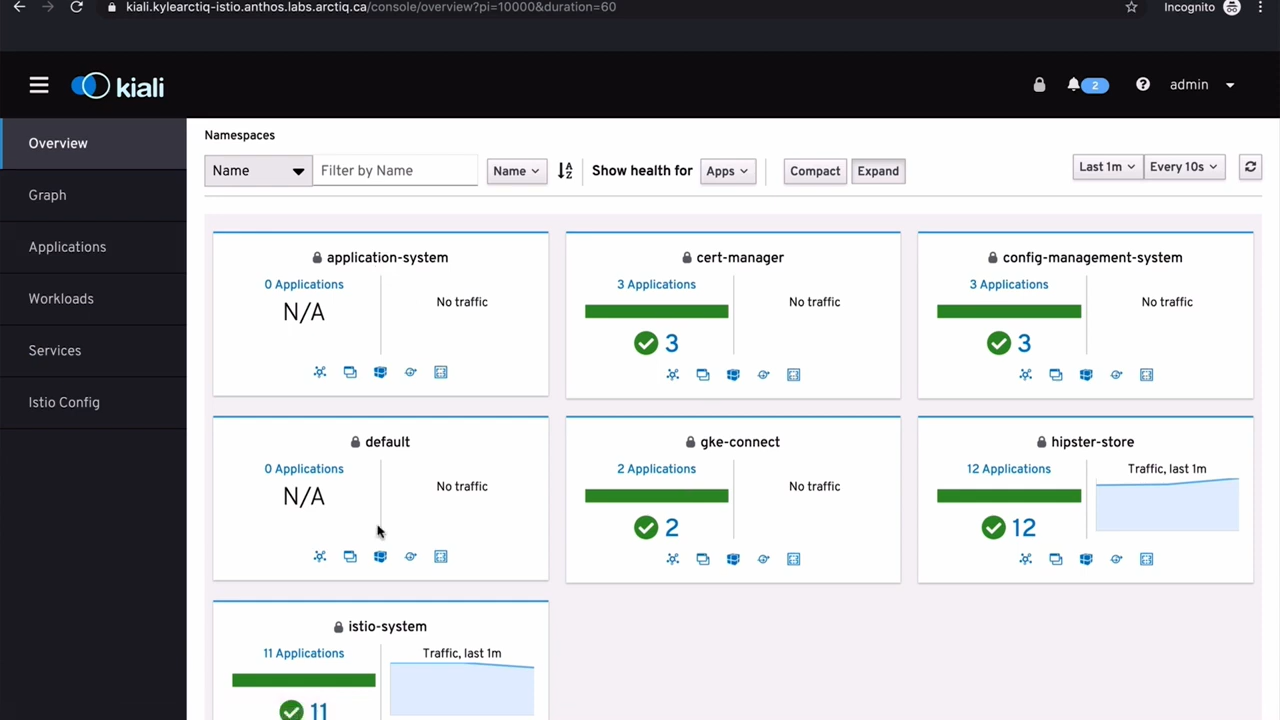 kiali.kylearctiq-istio.anthos.labs.arctiq.ca/console/overview?pi=10000&duration=60
Incognito
kiali
2
admin
Overview
Graph
Applications
Workloads
Services
Istio Config
Namespaces
Name
Filter by Name
Name
Show health for
Apps
Compact
Expand
Last 1m
Every 10s
application-system
0 Applications
N/A
No traffic
cert-manager
3 Applications
3
No traffic
config-management-system
3 Applications
3
No traffic
default
0 Applications
N/A
No traffic
gke-connect
2 Applications
2
No traffic
hipster-store
12 Applications
12
Traffic, last 1m
istio-system
11 Applications
11
Traffic, last 1m